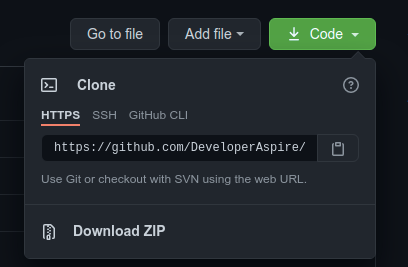 Go to file Add file Code
Clone
HTTPS SSH GitHub CLI
https://github.com/DeveloperAspire/
Use Git or checkout with SVN using the web URL.
Download ZIP